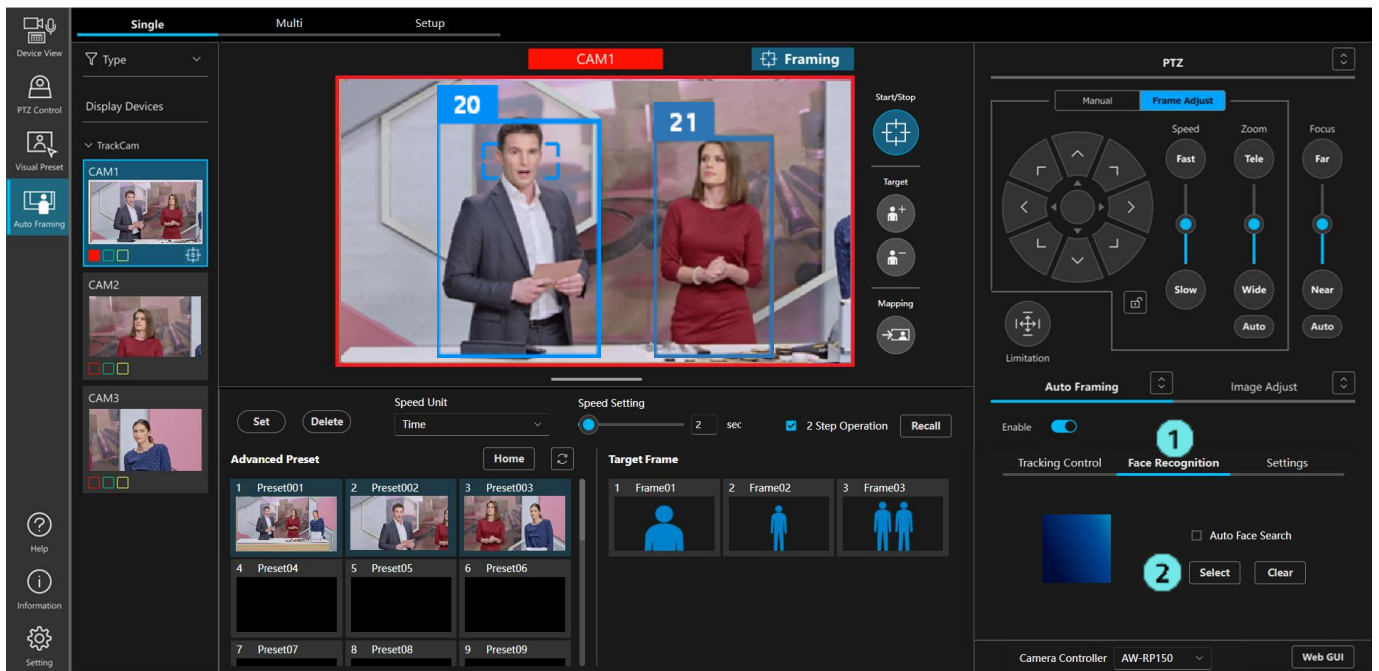 Single
Multi
Setup
Device View
PTZ Control
Visual Preset
Auto Framing
Help
Information
Setting
Type
Display Devices
TrackCam
CAM1
CAM2
CAM3
CAM1
Framing
20
21
Start/Stop
Target
Mapping
Set
Delete
Speed Unit
Time
Speed Setting
2 sec
2 Step Operation
Recall
Advanced Preset
Home
1 Preset001
2 Preset002
3 Preset003
4 Preset04
5 Preset05
6 Preset06
7 Preset07
8 Preset08
9 Preset09
Target Frame
1 Frame01
2 Frame02
3 Frame03
PTZ
Manual
Frame Adjust
Speed
Zoom
Focus
Fast
Tele
Far
Slow
Wide
Near
Auto
Auto
Limitation
Auto Framing
Image Adjust
Enable
1
Tracking Control
Face Recognition
Settings
Auto Face Search
2
Select
Clear
Camera Controller
AW-RP150
Web GUI